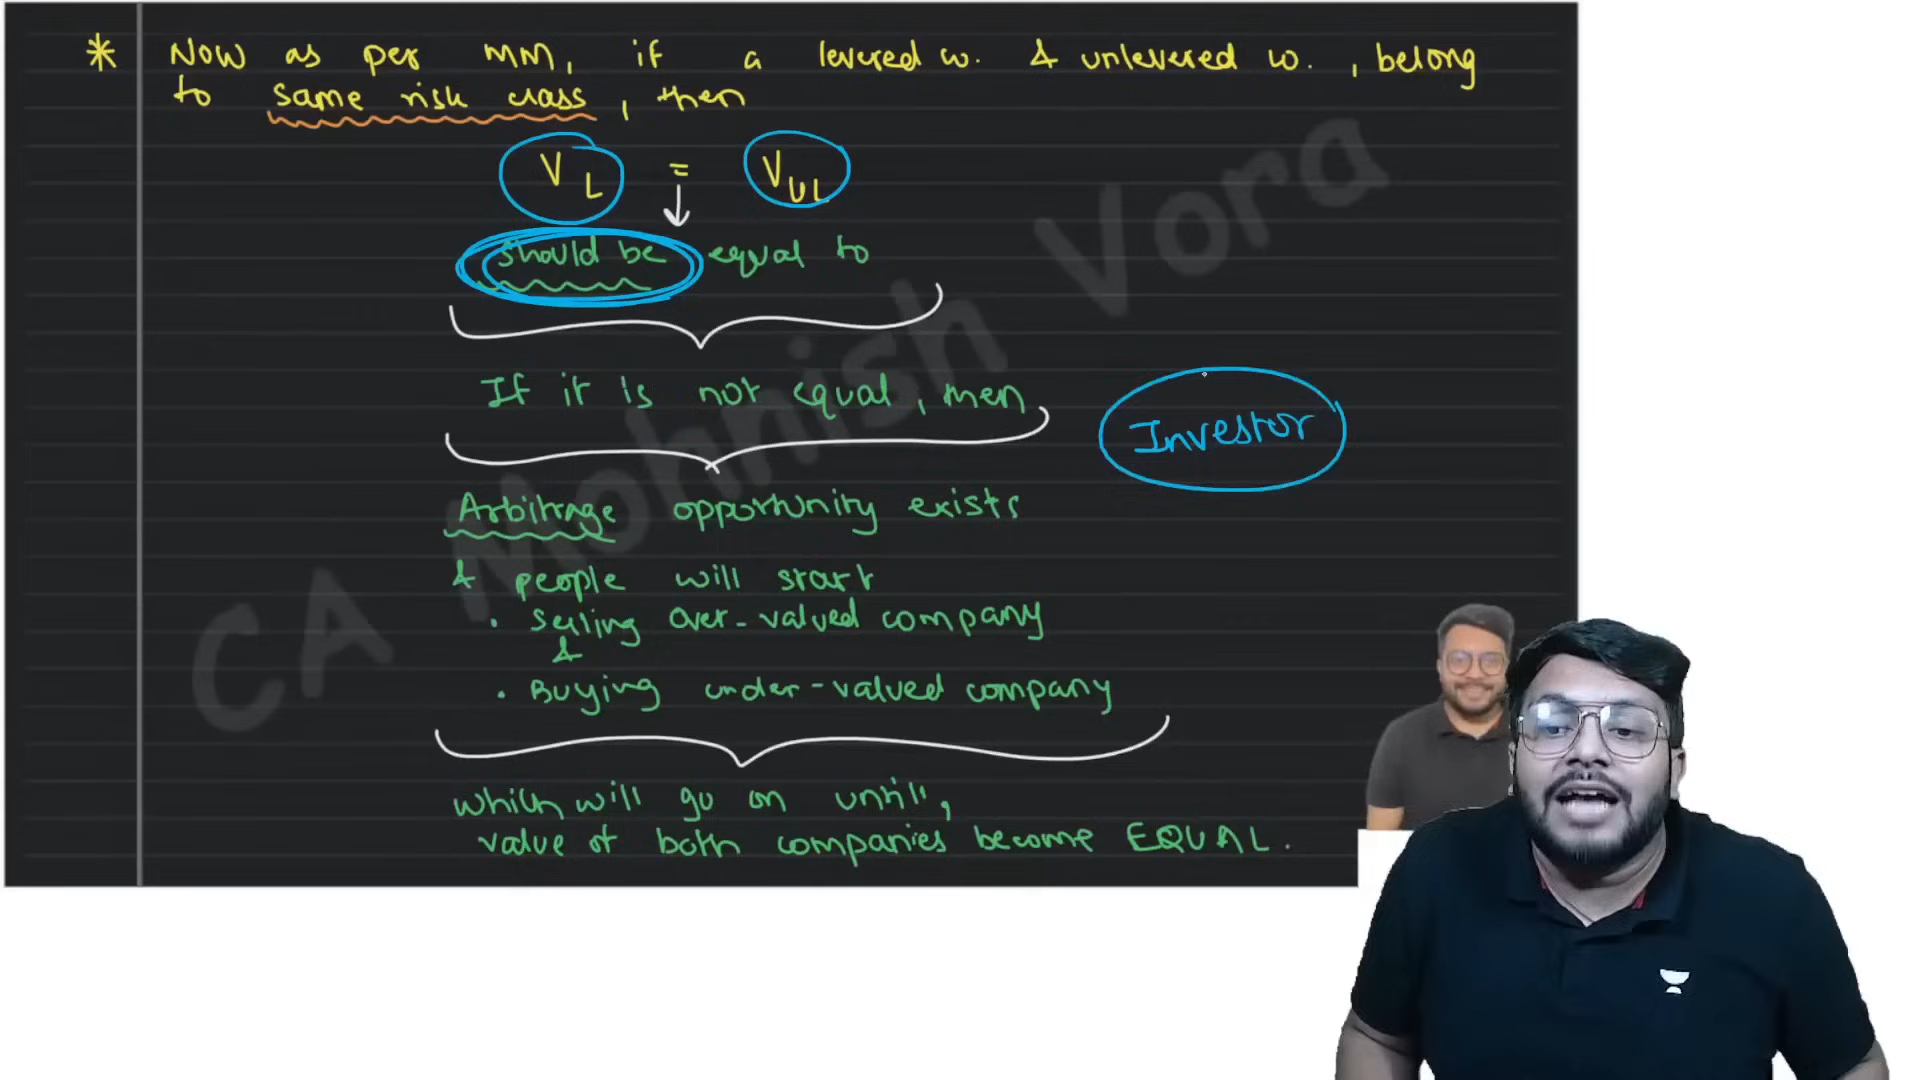 * Now as per MM, if a levered co. & unlevered co., belong
to same risk class, then
VL = VUL
should be equal to
If it is not equal, then
Investor
Arbitrage opportunity exists
& people will start
• Selling over-valued company
&
• Buying under-valued company
which will go on untill,
value of both companies become EQUAL.
CA Mohnish Vora